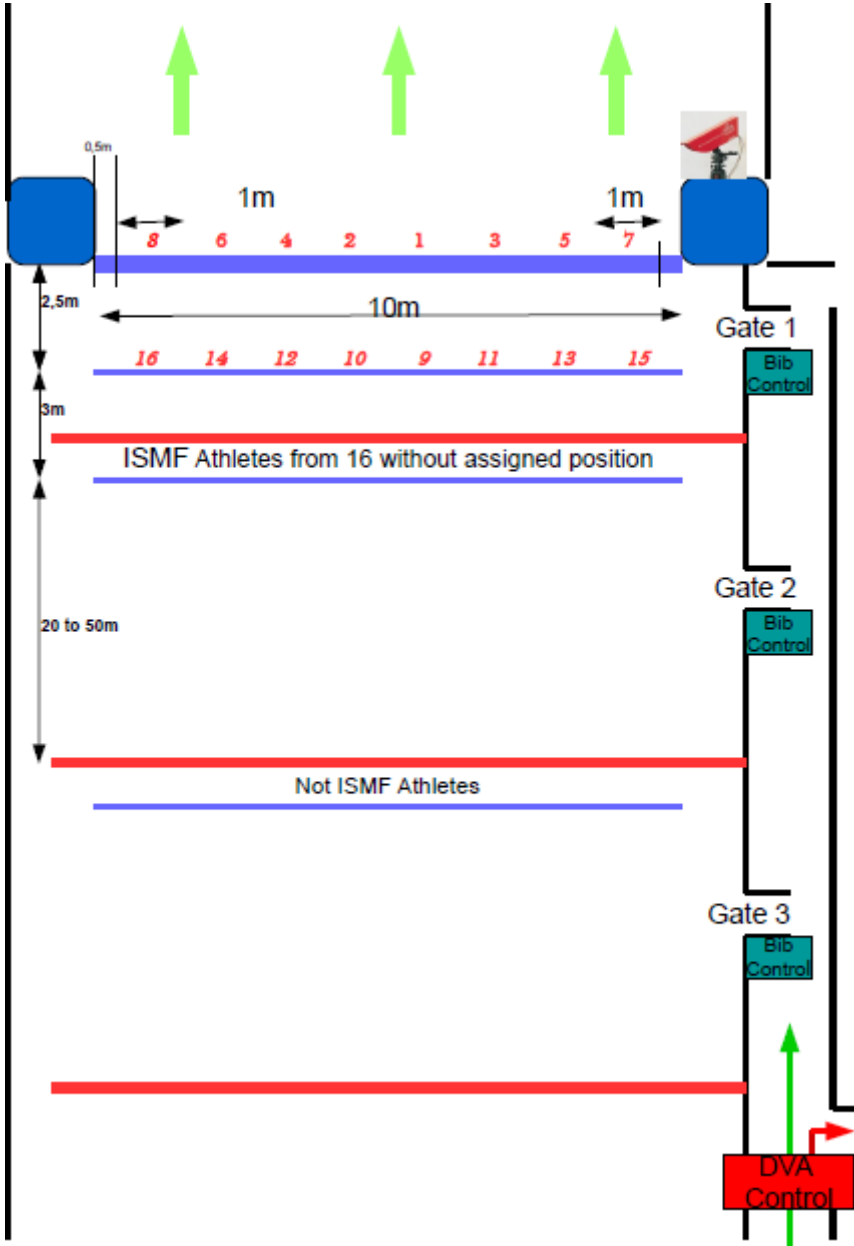 0,5m
1m 1m
8 6 4 2 1 3 5 7
2,5m
10m
Gate 1
16 14 12 10 9 11 13 15
Bib
Control
3m
ISMF Athletes from 16 without assigned position
Gate 2
Bib
Control
20 to 50m
Not ISMF Athletes
Gate 3
Bib
Control
DVA
Control